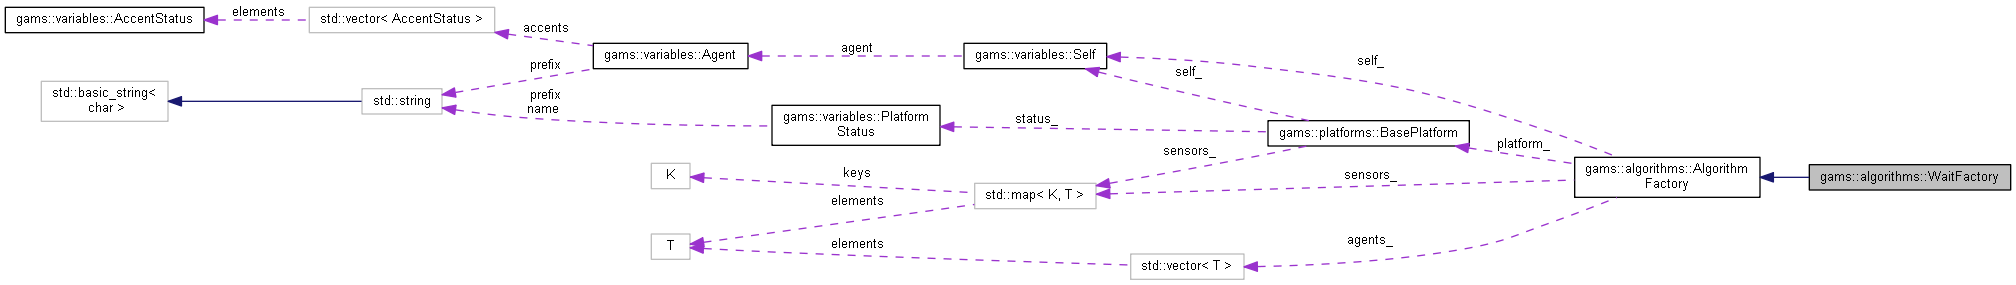 gams::variables::AccentStatus
elements
std::vector< AccentStatus >
accents
gams::variables::Agent
agent
gams::variables::Self
self_
prefix
self_
std::basic_string<
char >
std::string
prefix
name
gams::variables::Platform
Status
status_
gams::platforms::BasePlatform
platform_
sensors_
K
keys
std::map< K, T >
sensors_
gams::algorithms::Algorithm
Factory
gams::algorithms::WaitFactory
elements
T
elements
agents_
std::vector< T >